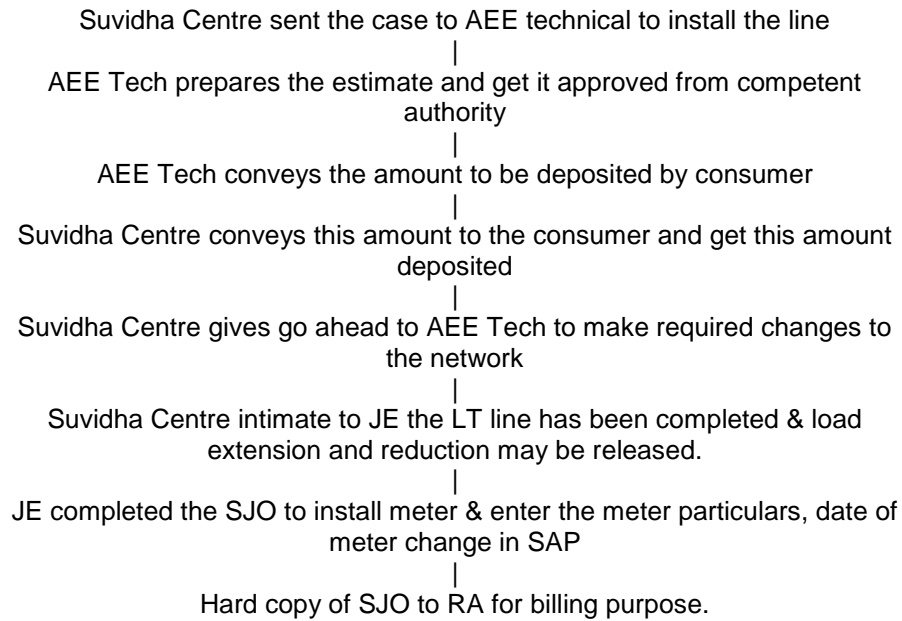 Suvidha Centre sent the case to AEE technical to install the line
|
AEE Tech prepares the estimate and get it approved from competent
authority
|
AEE Tech conveys the amount to be deposited by consumer
|
Suvidha Centre conveys this amount to the consumer and get this amount
deposited
|
Suvidha Centre gives go ahead to AEE Tech to make required changes to
the network
|
Suvidha Centre intimate to JE the LT line has been completed & load
extension and reduction may be released.
|
JE completed the SJO to install meter & enter the meter particulars, date of
meter change in SAP
|
Hard copy of SJO to RA for billing purpose.